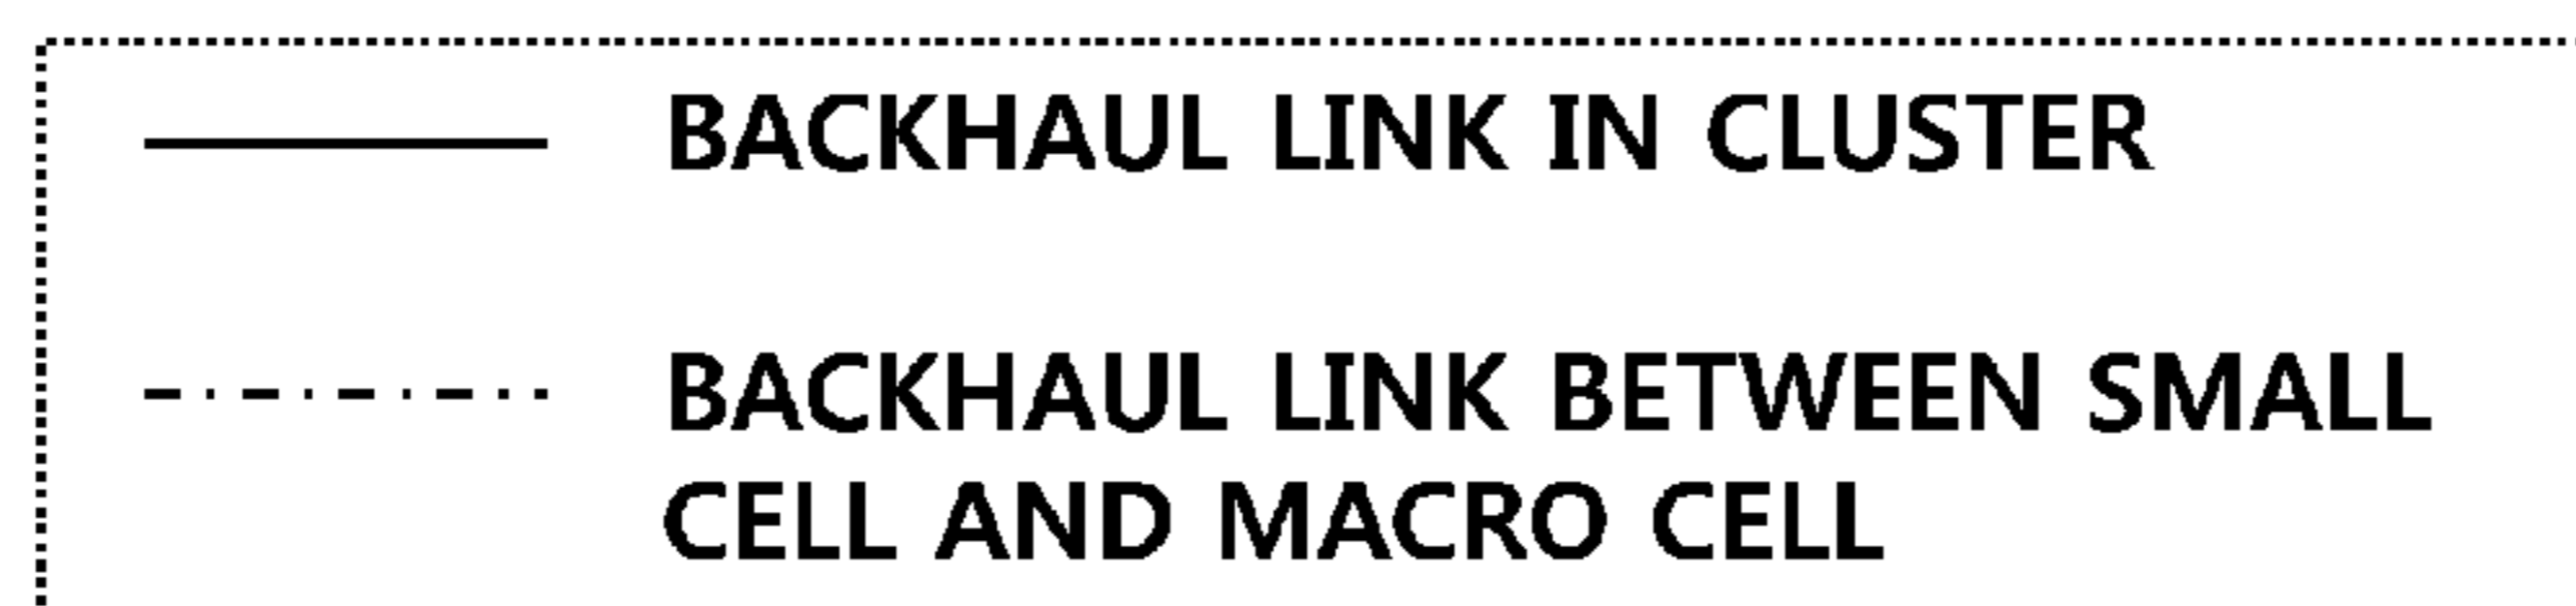 BACKHAUL LINK IN CLUSTER
BACKHAUL LINK BETWEEN SMALL
CELL AND MACRO CELL